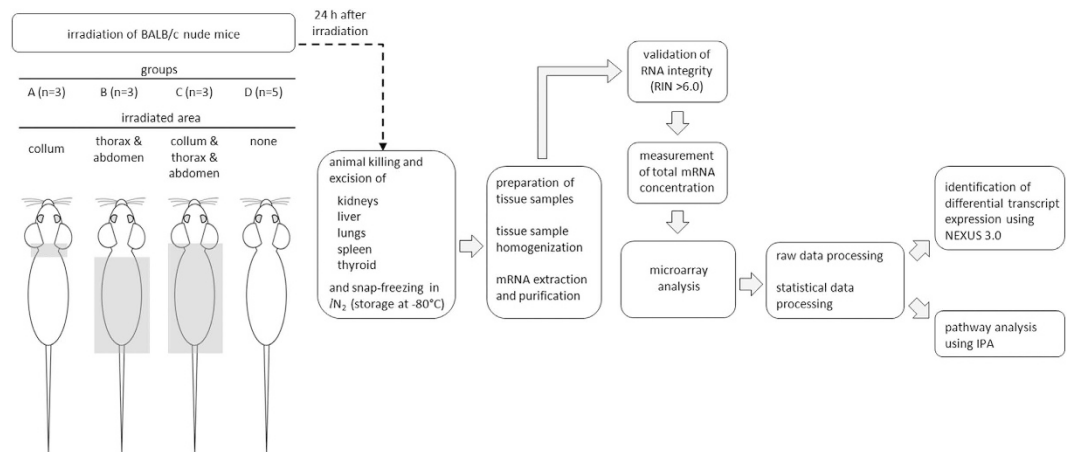 irradiation of BALB/c nude mice
groups
A (n=3) B (n=3) C (n=3) D (n=5)
irradiated area
collum
thorax &
abdomen
collum &
thorax &
abdomen
none
24 h after
irradiation
animal killing and
excision of
kidneys
liver
lungs
spleen
thyroid
and snap-freezing in
lN₂ (storage at -80°C)
preparation of
tissue samples
tissue sample
homogenization
mRNA extraction
and purification
validation of
RNA integrity
(RIN >6.0)
measurement
of total mRNA
concentration
microarray
analysis
raw data processing
statistical data
processing
identification of
differential transcript
expression using
NEXUS 3.0
pathway analysis
using IPA